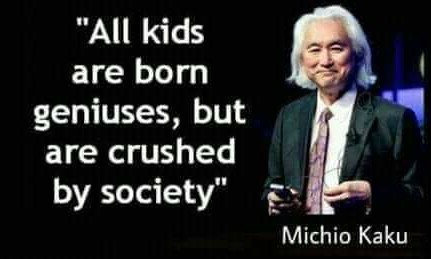 "All kids
are born
geniuses, but
are crushed
by society"
Michio Kaku